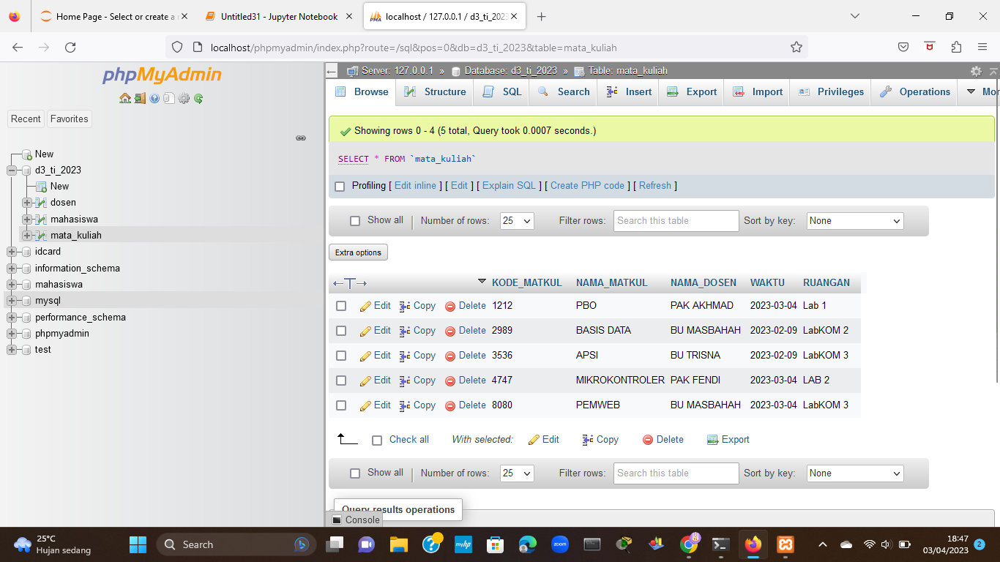 Home Page - Select or create a
Untitled31 - Jupyter Notebook
localhost / 127.0.0.1 / d3_ti_2023
localhost/phpmyadmin/index.php?route=/sql&pos=0&db=d3_ti_2023&table=mata_kuliah
phpMyAdmin
Recent
Favorites
New
d3_ti_2023
New
dosen
mahasiswa
mata_kuliah
idcard
information_schema
mahasiswa
mysql
performance_schema
phpmyadmin
test
Server: 127.0.0.1 » Database: d3_ti_2023 » Table: mata_kuliah
Browse Structure SQL Search Insert Export Import Privileges Operations Mor
Showing rows 0 - 4 (5 total, Query took 0.0007 seconds.)
SELECT * FROM `mata_kuliah`
Profiling [ Edit inline ] [ Edit ] [ Explain SQL ] [ Create PHP code ] [ Refresh ]
Show all Number of rows: 25 Filter rows: Search this table Sort by key: None
Extra options
KODE_MATKUL NAMA_MATKUL NAMA_DOSEN WAKTU RUANGAN
Edit Copy Delete 1212 PBO PAK AKHMAD 2023-03-04 Lab 1
Edit Copy Delete 2989 BASIS DATA BU MASBAHAH 2023-02-09 LabKOM 2
Edit Copy Delete 3536 APSI BU TRISNA 2023-02-09 LabKOM 3
Edit Copy Delete 4747 MIKROKONTROLER PAK FENDI 2023-03-04 LAB 2
Edit Copy Delete 8080 PEMWEB BU MASBAHAH 2023-03-04 LabKOM 3
Check all With selected: Edit Copy Delete Export
Show all Number of rows: 25 Filter rows: Search this table Sort by key: None
Query results operations
Console
25°C
Hujan sedang
Search
myhp
zoom
18:47
03/04/2023
2